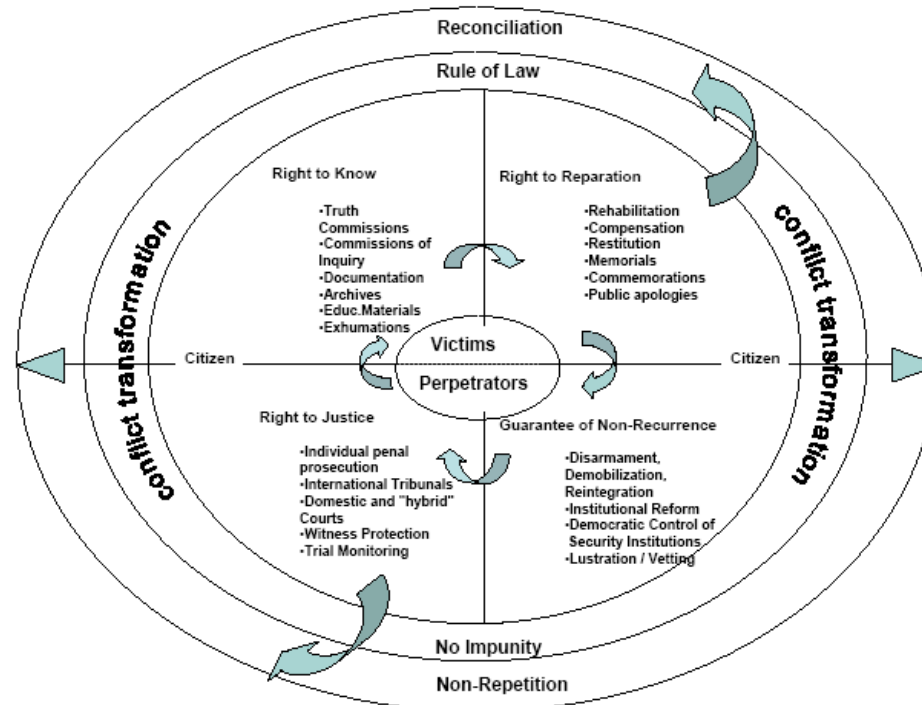 Reconciliation
Rule of Law
conflict transformation
conflict transformation
Right to Know
•Truth
Commissions
•Commissions of
Inquiry
•Documentation
•Archives
•Educ.Materials
•Exhumations
Right to Reparation
•Rehabilitation
•Compensation
•Restitution
•Memorials
•Commemorations
•Public apologies
Citizen
Victims
Perpetrators
Citizen
Right to Justice
•Individual penal
prosecution
•International Tribunals
•Domestic and "hybrid"
Courts
•Witness Protection
•Trial Monitoring
Guarantee of Non-Recurrence
•Disarmament,
Demobilization,
Reintegration
•Institutional Reform
•Democratic Control of
Security Institutions
•Lustration / Vetting
No Impunity
Non-Repetition